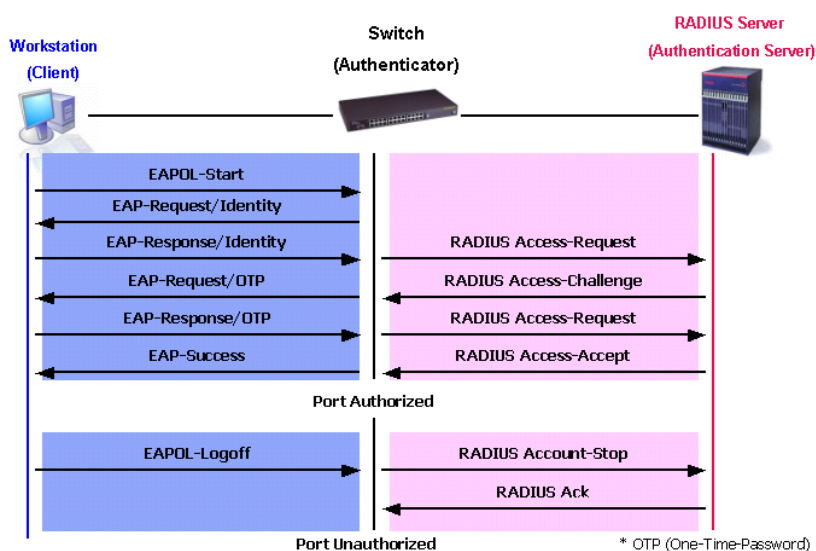 Workstation
(Client)
Switch
(Authenticator)
RADIUS Server
(Authentication Server)
EAPOL-Start
EAP-Request/Identity
EAP-Response/Identity
RADIUS Access-Request
EAP-Request/OTP
RADIUS Access-Challenge
EAP-Response/OTP
RADIUS Access-Request
EAP-Success
RADIUS Access-Accept
Port Authorized
EAPOL-Logoff
RADIUS Account-Stop
RADIUS Ack
Port Unauthorized
* OTP (One-Time-Password)